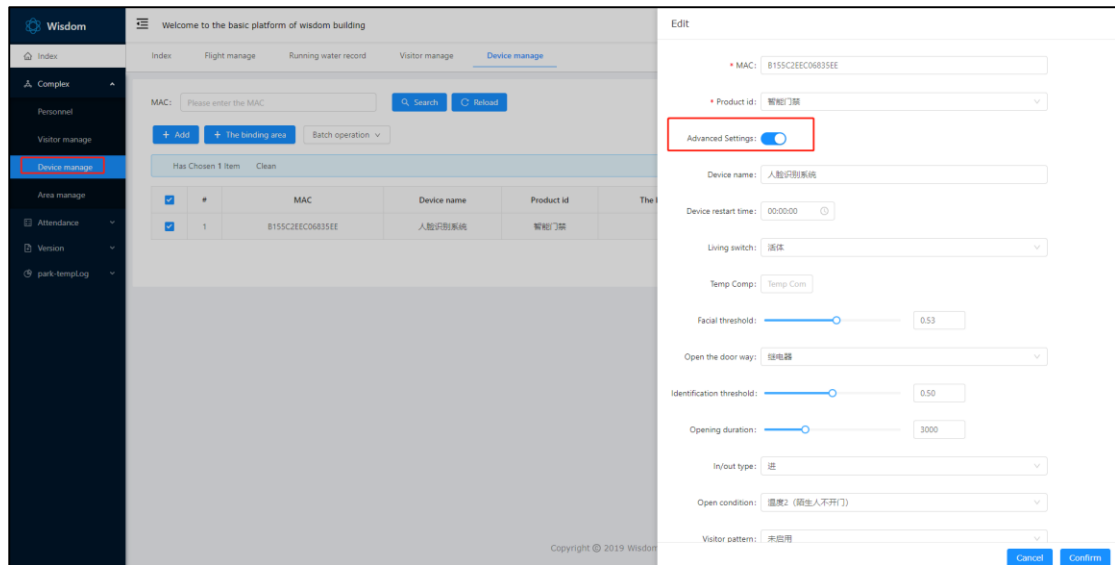 Wisdom
Welcome to the basic platform of wisdom building
Index
Complex
Personnel
Visitor manage
Device manage
Area manage
Attendance
Version
park-tempLog
Index Flight manage Running water record Visitor manage Device manage
MAC: Please enter the MAC Search Reload
+ Add + The binding area Batch operation
Has Chosen 1 Item Clean
# MAC Device name Product id The
1 B155C2EEC06835EE 人脸识别系统 智能门禁
Copyright © 2019 Wisdom
Edit
* MAC: B155C2EEC06835EE
* Product id: 智能门禁
Advanced Settings:
Device name: 人脸识别系统
Device restart time: 00:00:00
Living switch: 活体
Temp Comp: Temp Com
Facial threshold: 0.53
Open the door way: 继电器
Identification threshold: 0.50
Opening duration: 3000
In/out type: 进
Open condition: 温度2（陌生人不开门）
Visitor pattern: 未启用
Cancel Confirm